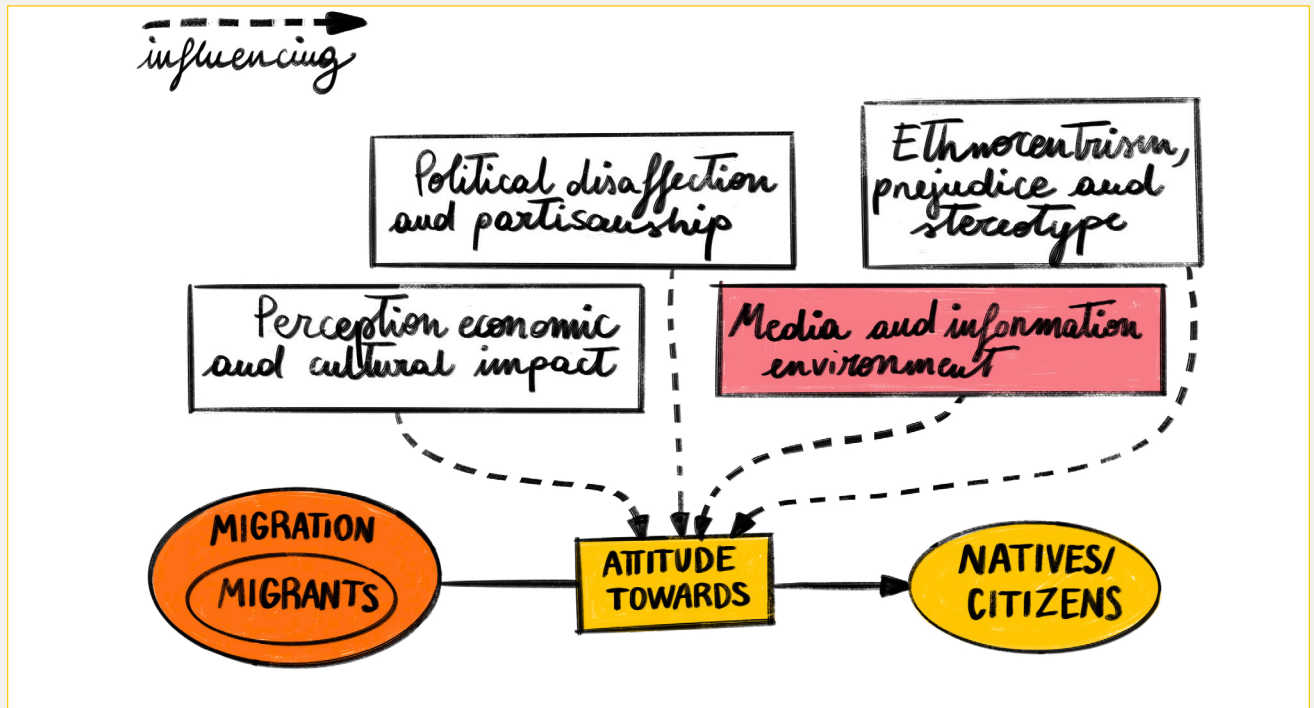 influencing
Political disaffection
and partisanship
Ethnocentrism,
prejudice and
stereotype
Perception economic
and cultural impact
Media and information
environment
MIGRATION
MIGRANTS
ATTITUDE
TOWARDS
NATIVES/
CITIZENS